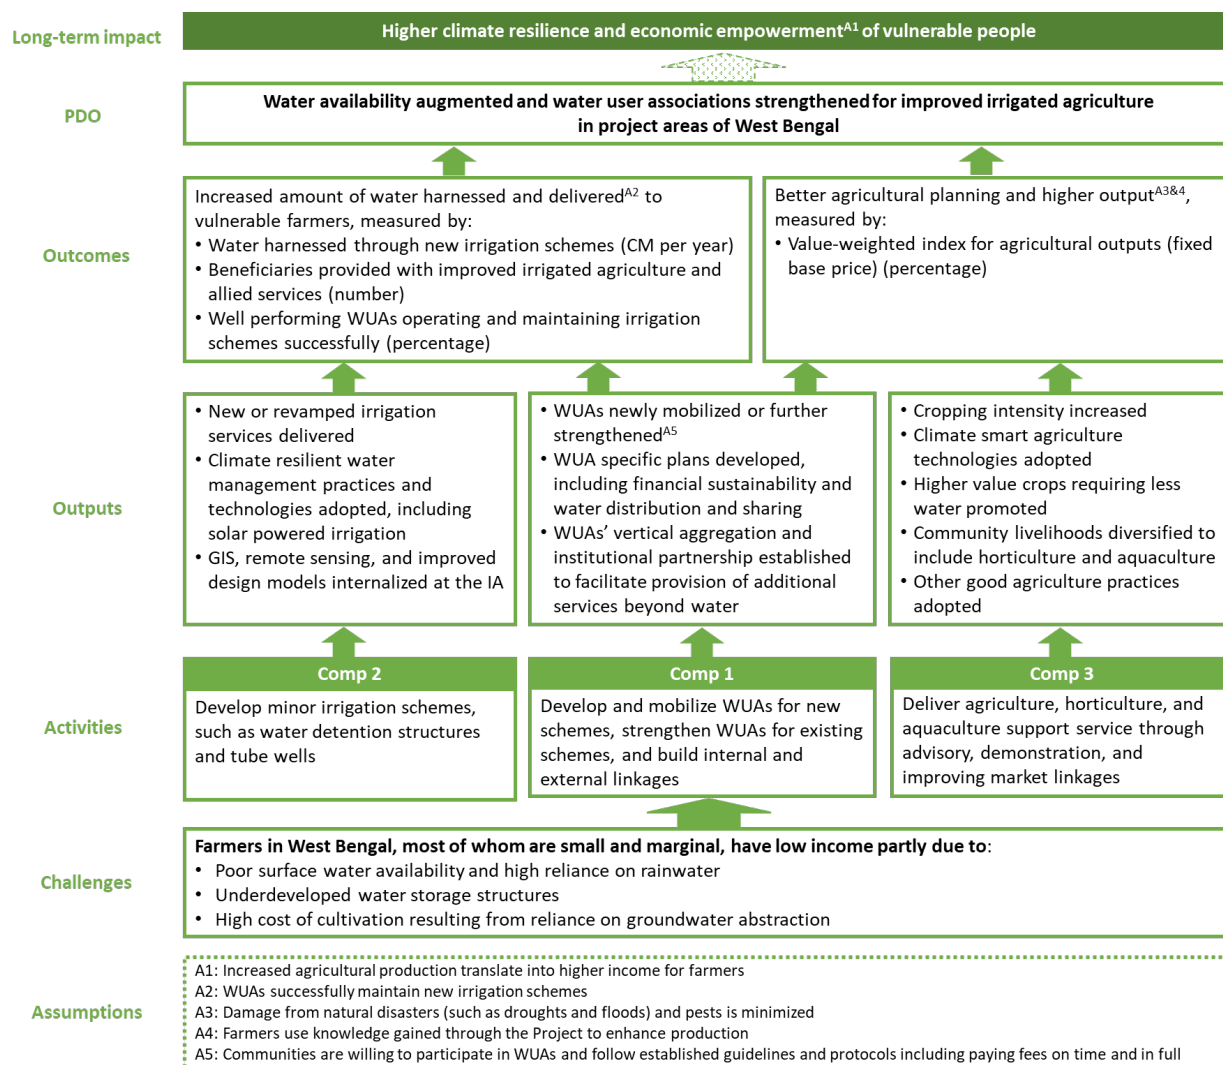 Long-term impact
Higher climate resilience and economic empowermentA1 of vulnerable people
PDO
Water availability augmented and water user associations strengthened for improved irrigated agriculture
in project areas of West Bengal
Outcomes
Increased amount of water harnessed and deliveredA2 to
vulnerable farmers, measured by:
• Water harnessed through new irrigation schemes (CM per year)
• Beneficiaries provided with improved irrigated agriculture and
allied services (number)
• Well performing WUAs operating and maintaining irrigation
schemes successfully (percentage)
Better agricultural planning and higher outputA3&4,
measured by:
• Value-weighted index for agricultural outputs (fixed
base price) (percentage)
Outputs
• New or revamped irrigation
services delivered
• Climate resilient water
management practices and
technologies adopted, including
solar powered irrigation
• GIS, remote sensing, and improved
design models internalized at the IA
• WUAs newly mobilized or further
strengthenedA5
• WUA specific plans developed,
including financial sustainability and
water distribution and sharing
• WUAs’ vertical aggregation and
institutional partnership established
to facilitate provision of additional
services beyond water
• Cropping intensity increased
• Climate smart agriculture
technologies adopted
• Higher value crops requiring less
water promoted
• Community livelihoods diversified to
include horticulture and aquaculture
• Other good agriculture practices
adopted
Activities
Comp 2
Develop minor irrigation schemes,
such as water detention structures
and tube wells
Comp 1
Develop and mobilize WUAs for new
schemes, strengthen WUAs for existing
schemes, and build internal and
external linkages
Comp 3
Deliver agriculture, horticulture, and
aquaculture support service through
advisory, demonstration, and
improving market linkages
Challenges
Farmers in West Bengal, most of whom are small and marginal, have low income partly due to:
• Poor surface water availability and high reliance on rainwater
• Underdeveloped water storage structures
• High cost of cultivation resulting from reliance on groundwater abstraction
Assumptions
A1: Increased agricultural production translate into higher income for farmers
A2: WUAs successfully maintain new irrigation schemes
A3: Damage from natural disasters (such as droughts and floods) and pests is minimized
A4: Farmers use knowledge gained through the Project to enhance production
A5: Communities are willing to participate in WUAs and follow established guidelines and protocols including paying fees on time and in full